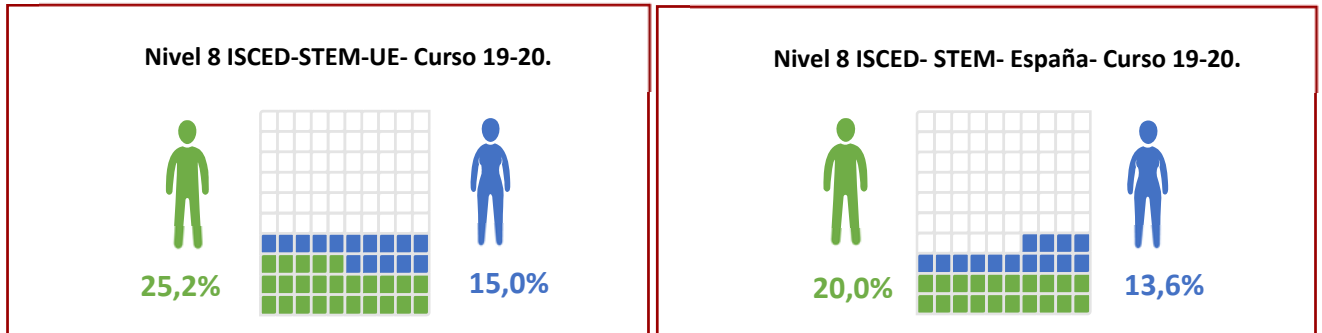 Nivel 8 ISCED-STEM-UE- Curso 19-20.
25,2%
15,0%
Nivel 8 ISCED- STEM- España- Curso 19-20.
20,0%
13,6%